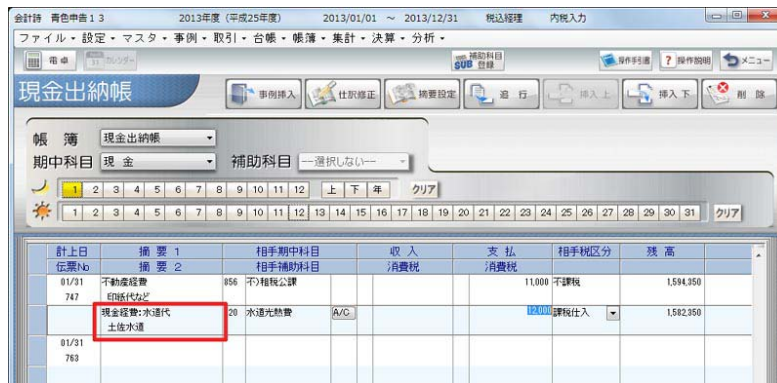 会計詩 青色申告13 2013年度（平成25年度） 2013/01/01 ～ 2013/12/31 税込経理 内税入力
ファイル・設定・マスタ・事例・取引・台帳・帳簿・集計・決算・分析・
電卓 31 カレンダー SUB 補助科目登録 操作手引書 ? 操作説明 メニュー
現金出納帳 事例挿入 仕訳修正 摘要設定 追 行 挿入上 挿入下 削 除
帳 簿 現金出納帳
期中科目 現 金 補助科目 --選択しない--
1 2 3 4 5 6 7 8 9 10 11 12 上 下 年 クリア
1 2 3 4 5 6 7 8 9 10 11 12 13 14 15 16 17 18 19 20 21 22 23 24 25 26 27 28 29 30 31 クリア
計上日 摘 要 1 相手期中科目 収 入 支 払 相手税区分 残 高
伝票No 摘 要 2 相手補助科目 消費税 消費税
01/31 不動産経費 856 不)租税公課 11,000 不課税 1,594,350
747 印紙代など
現金経費:水道代 20 水道光熱費 A/C 12,000 課税仕入 1,582,350
土佐水道
01/31
763